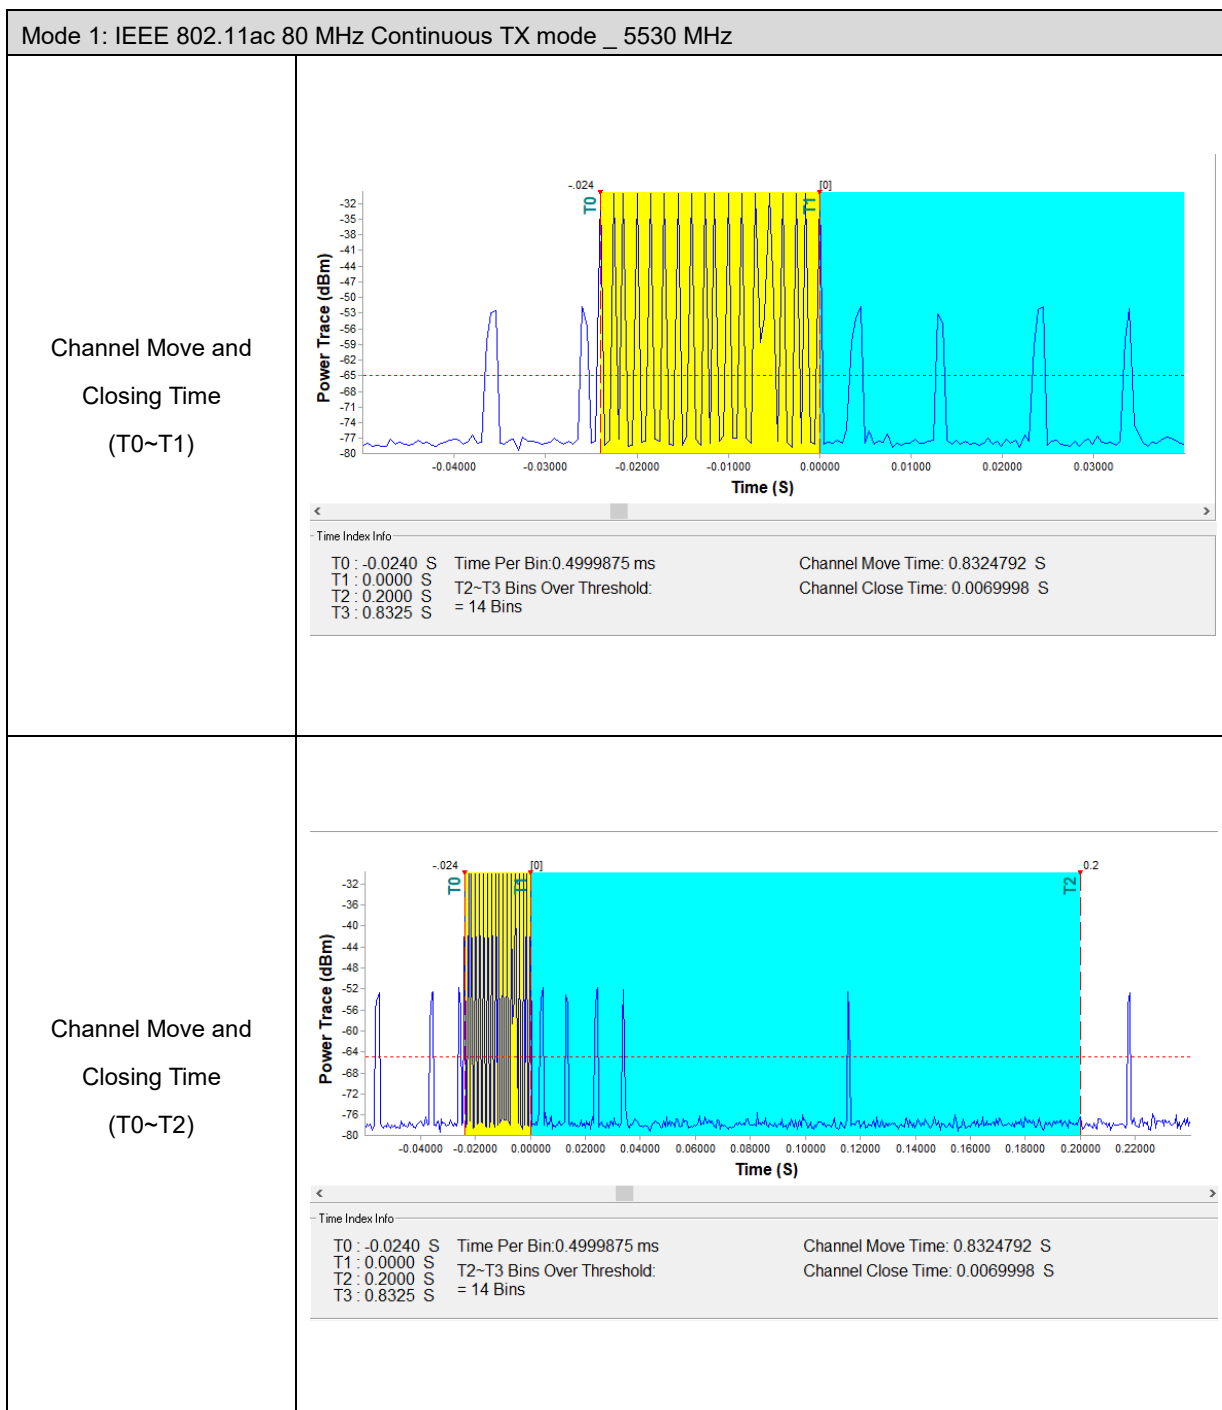 Mode 1: IEEE 802.11ac 80 MHz Continuous TX mode _ 5530 MHz
Channel Move and
Closing Time
(T0~T1)
-.024
[0]
T0
T1
Power Trace (dBm)
-32
-35
-38
-41
-44
-47
-50
-53
-56
-59
-62
-65
-68
-71
-74
-77
-80
-0.04000 -0.03000 -0.02000 -0.01000 0.00000 0.01000 0.02000 0.03000
Time (S)
Time Index Info
T0 : -0.0240 S
T1 : 0.0000 S
T2 : 0.2000 S
T3 : 0.8325 S
Time Per Bin:0.4999875 ms
T2~T3 Bins Over Threshold:
= 14 Bins
Channel Move Time: 0.8324792 S
Channel Close Time: 0.0069998 S
Channel Move and
Closing Time
(T0~T2)
-.024
[0]
0.2
T0
T1
T2
Power Trace (dBm)
-32
-36
-40
-44
-48
-52
-56
-60
-64
-68
-72
-76
-80
-0.04000 -0.02000 0.00000 0.02000 0.04000 0.06000 0.08000 0.10000 0.12000 0.14000 0.16000 0.18000 0.20000 0.22000
Time (S)
Time Index Info
T0 : -0.0240 S
T1 : 0.0000 S
T2 : 0.2000 S
T3 : 0.8325 S
Time Per Bin:0.4999875 ms
T2~T3 Bins Over Threshold:
= 14 Bins
Channel Move Time: 0.8324792 S
Channel Close Time: 0.0069998 S